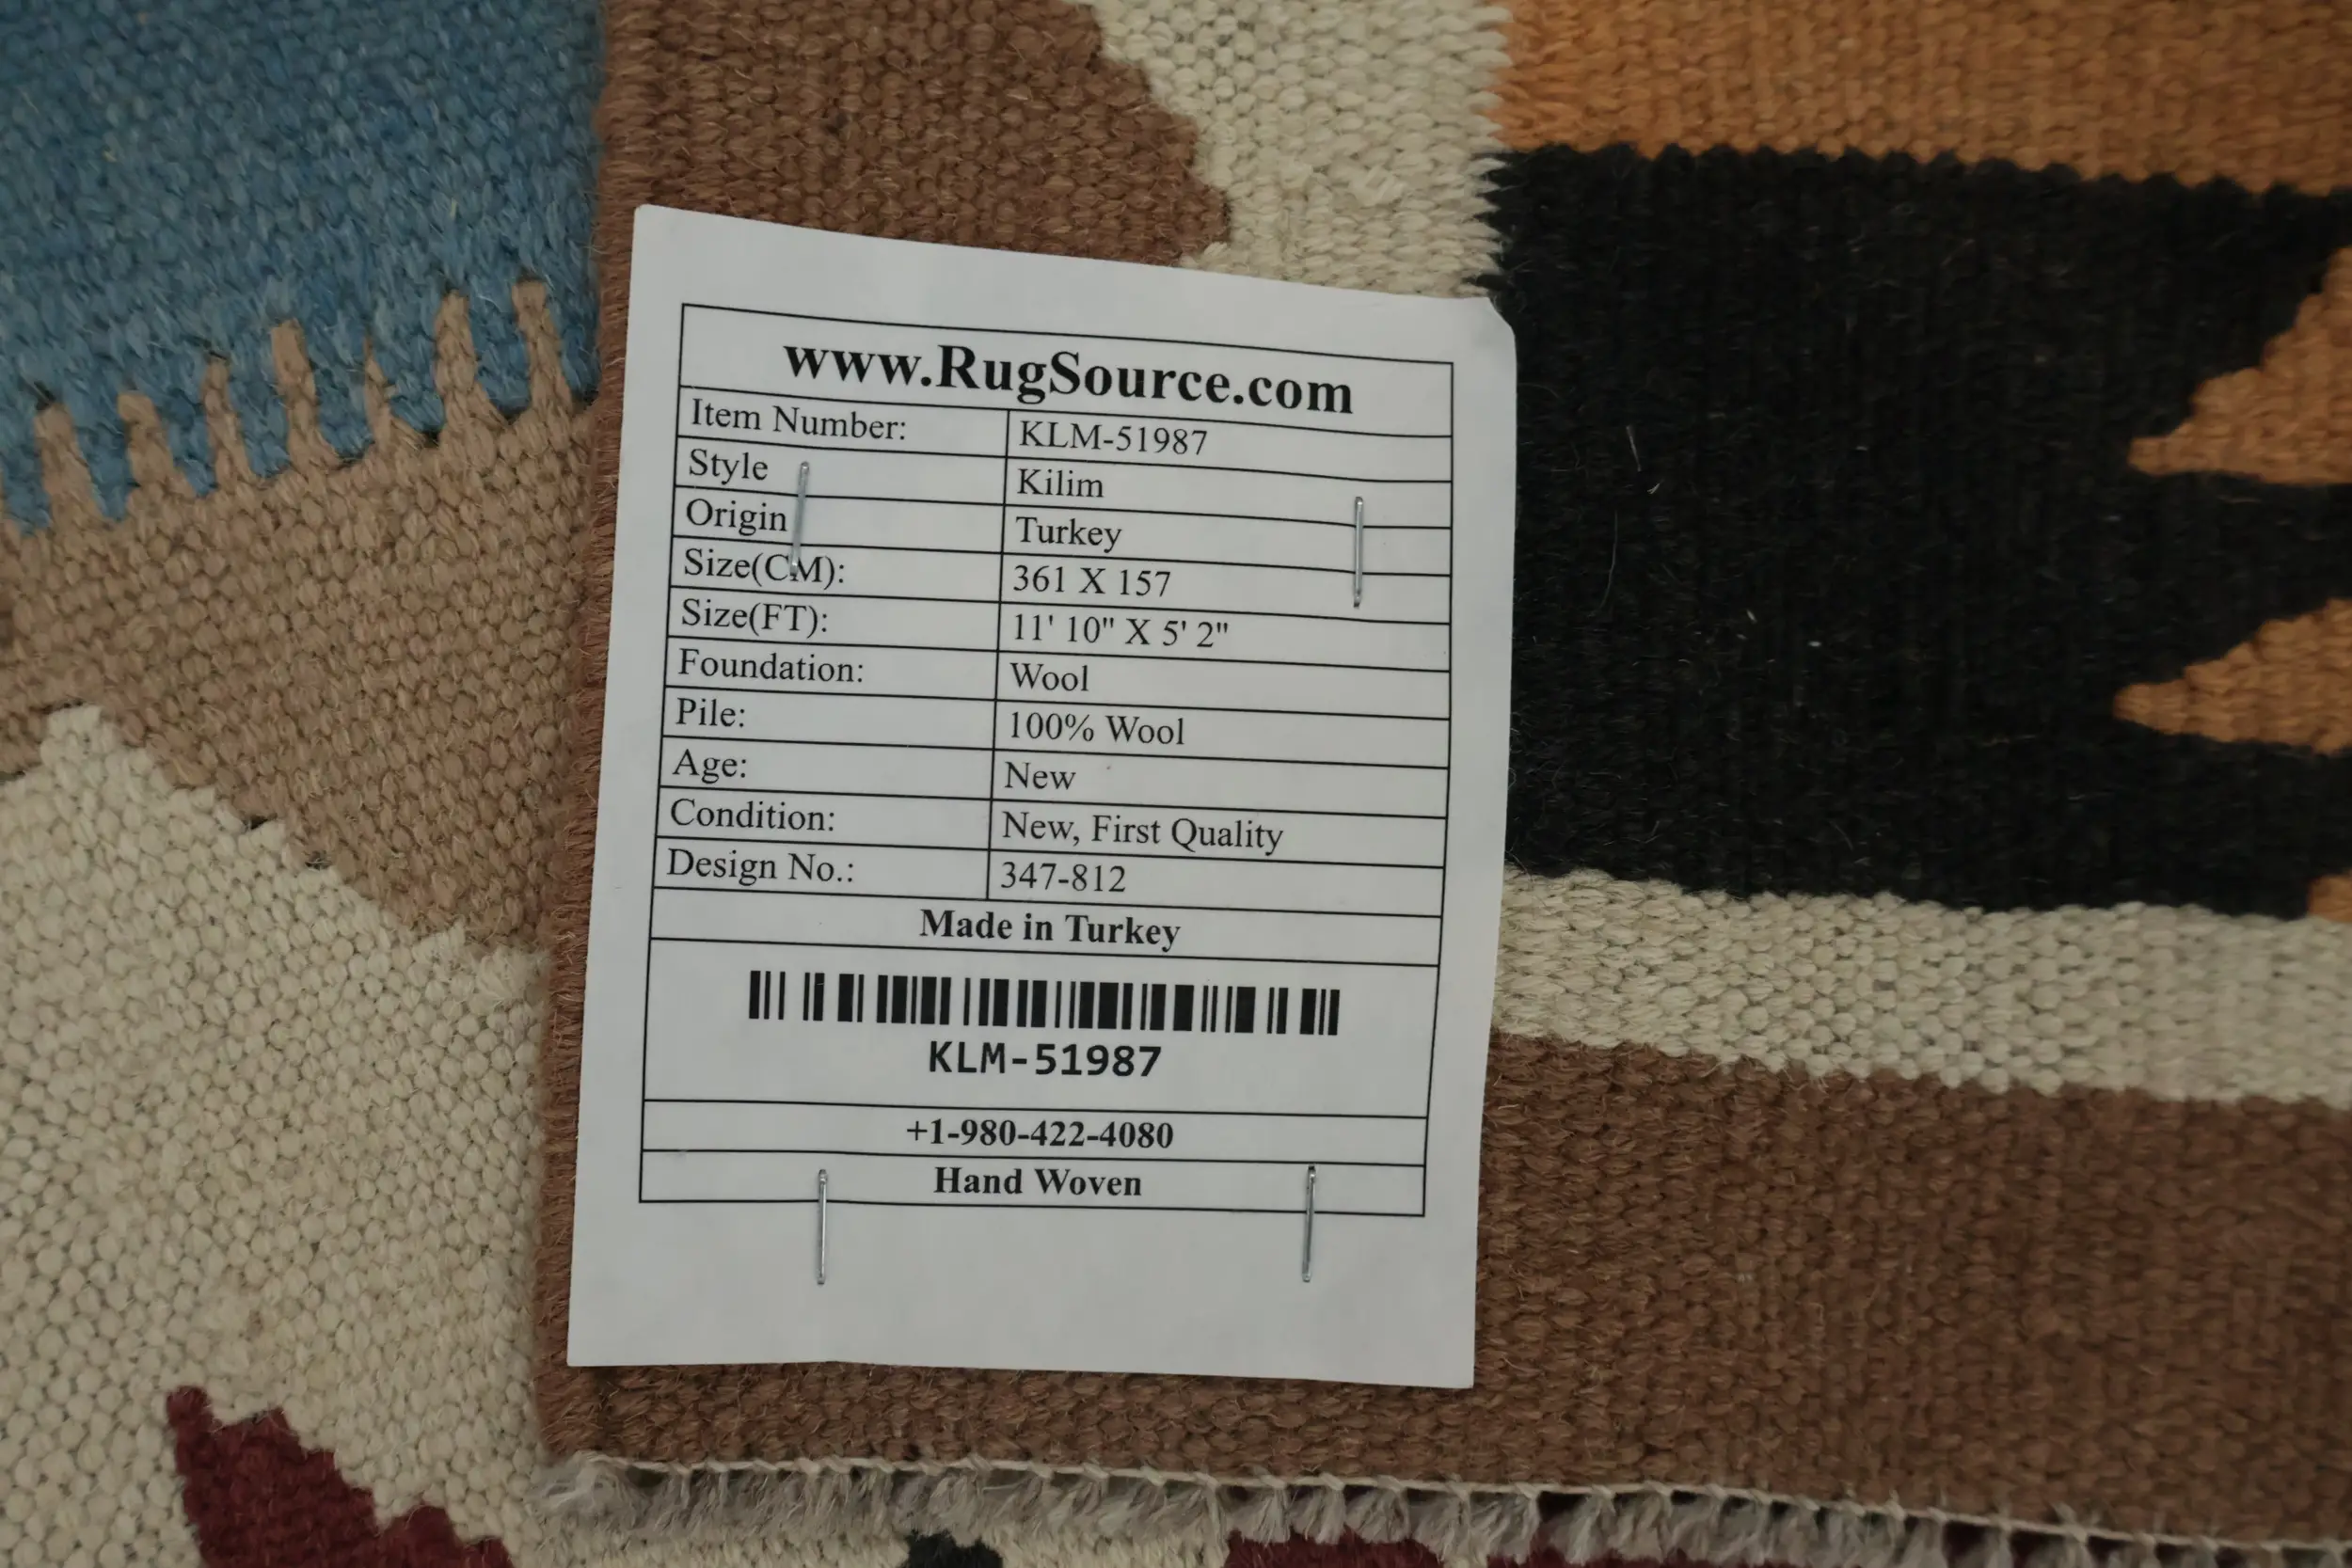 www.RugSource.com
Item Number: KLM-51987
Style Kilim
Origin Turkey
Size(CM): 361 X 157
Size(FT): 11' 10" X 5' 2"
Foundation: Wool
Pile: 100% Wool
Age: New
Condition: New, First Quality
Design No.: 347-812
Made in Turkey
KLM-51987
+1-980-422-4080
Hand Woven